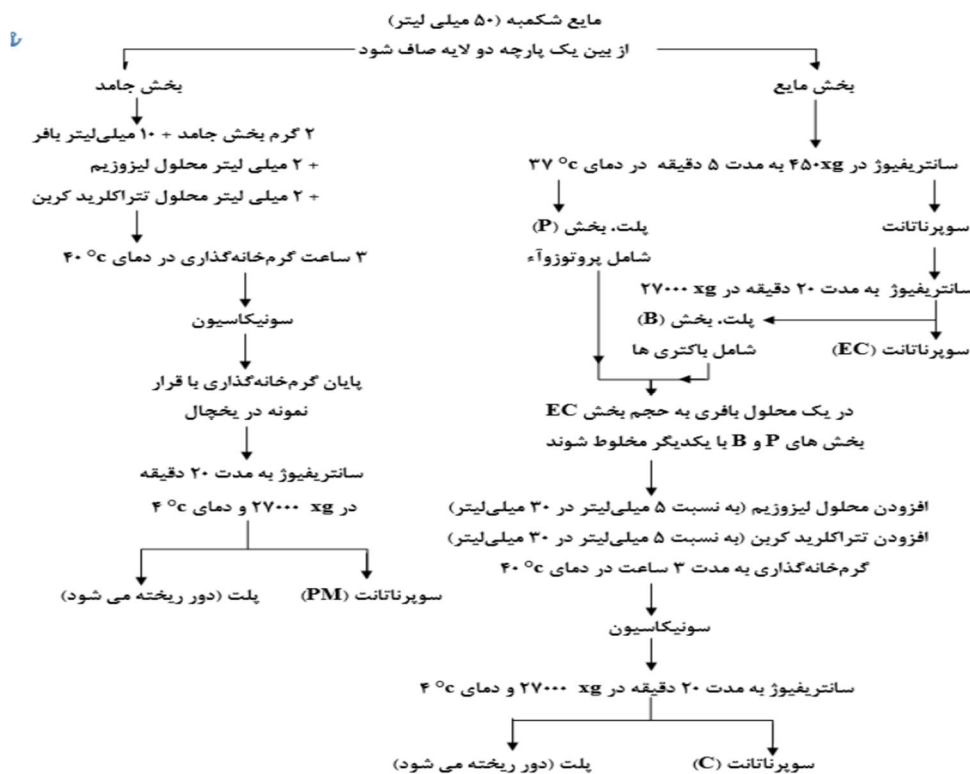 مایع شکمبه (۵۰ میلی لیتر)
از بین یک پارچه دو لایه صاف شود
بخش مایع
سانتریفیوژ در ۴۵۰xg به مدت ۵ دقیقه در دمای ۳۷ °c
سوپرناتانت
پلت. بخش (P)
شامل پروتوزوآء
سانتریفیوژ به مدت ۲۰ دقیقه در ۲۷۰۰۰ xg
پلت. بخش (B)
شامل باکتری ها
سوپرناتانت (EC)
در یک محلول بافری به حجم بخش EC
بخش های P و B با یکدیگر مخلوط شوند
افزودن محلول لیزوزیم (به نسبت ۵ میلی‌لیتر در ۳۰ میلی‌لیتر)
افزودن تتراکلرید کربن (به نسبت ۵ میلی‌لیتر در ۳۰ میلی‌لیتر)
گرم‌خانه‌گذاری به مدت ۳ ساعت در دمای ۴۰ °c
سونیکاسیون
سانتریفیوژ به مدت ۲۰ دقیقه در ۲۷۰۰۰ xg و دمای ۴ °c
سوپرناتانت (C)
پلت (دور ریخته می شود)
بخش جامد
۲ گرم بخش جامد + ۱۰ میلی‌لیتر بافر
+ ۲ میلی لیتر محلول لیزوزیم
+ ۲ میلی لیتر محلول تتراکلرید کربن
۳ ساعت گرم‌خانه‌گذاری در دمای ۴۰ °c
سونیکاسیون
پایان گرم‌خانه‌گذاری با قرار
نمونه در یخچال
سانتریفیوژ به مدت ۲۰ دقیقه
در ۲۷۰۰۰ xg و دمای ۴ °c
سوپرناتانت (PM)
پلت (دور ریخته می شود)